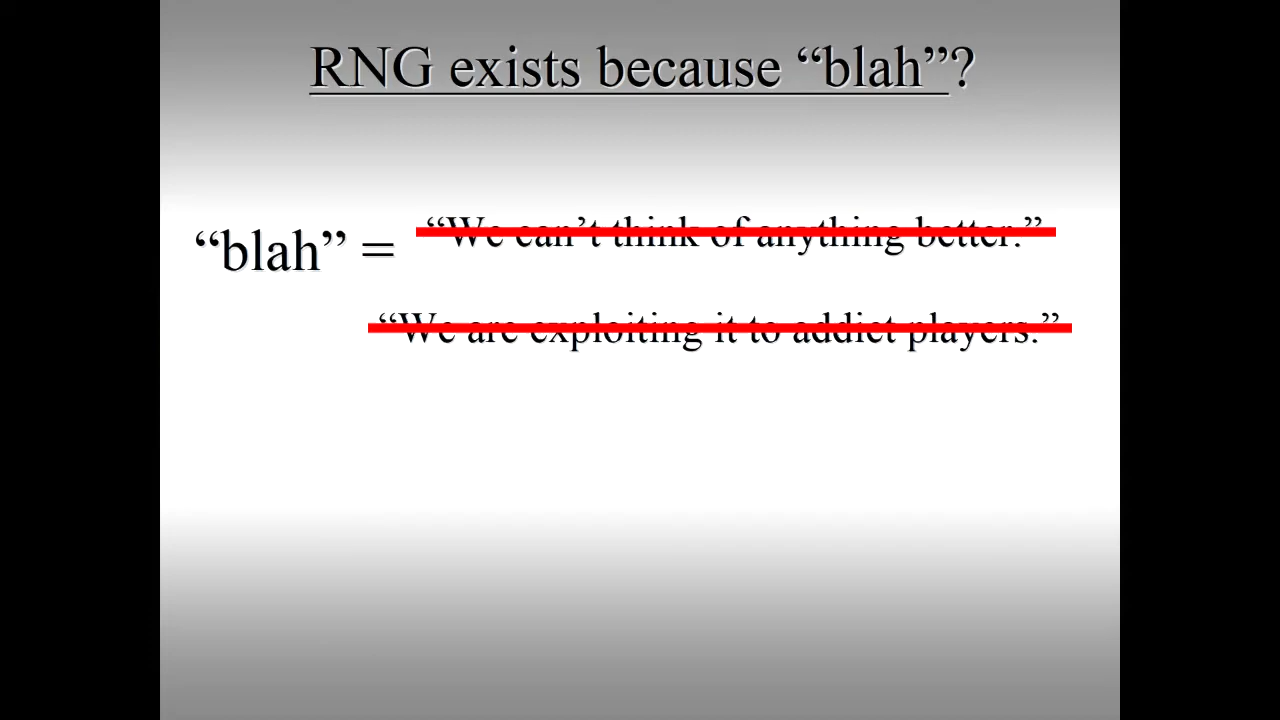 RNG exists because “blah”?
“blah” = “We can’t think of anything better.”
“We are exploiting it to addict players.”